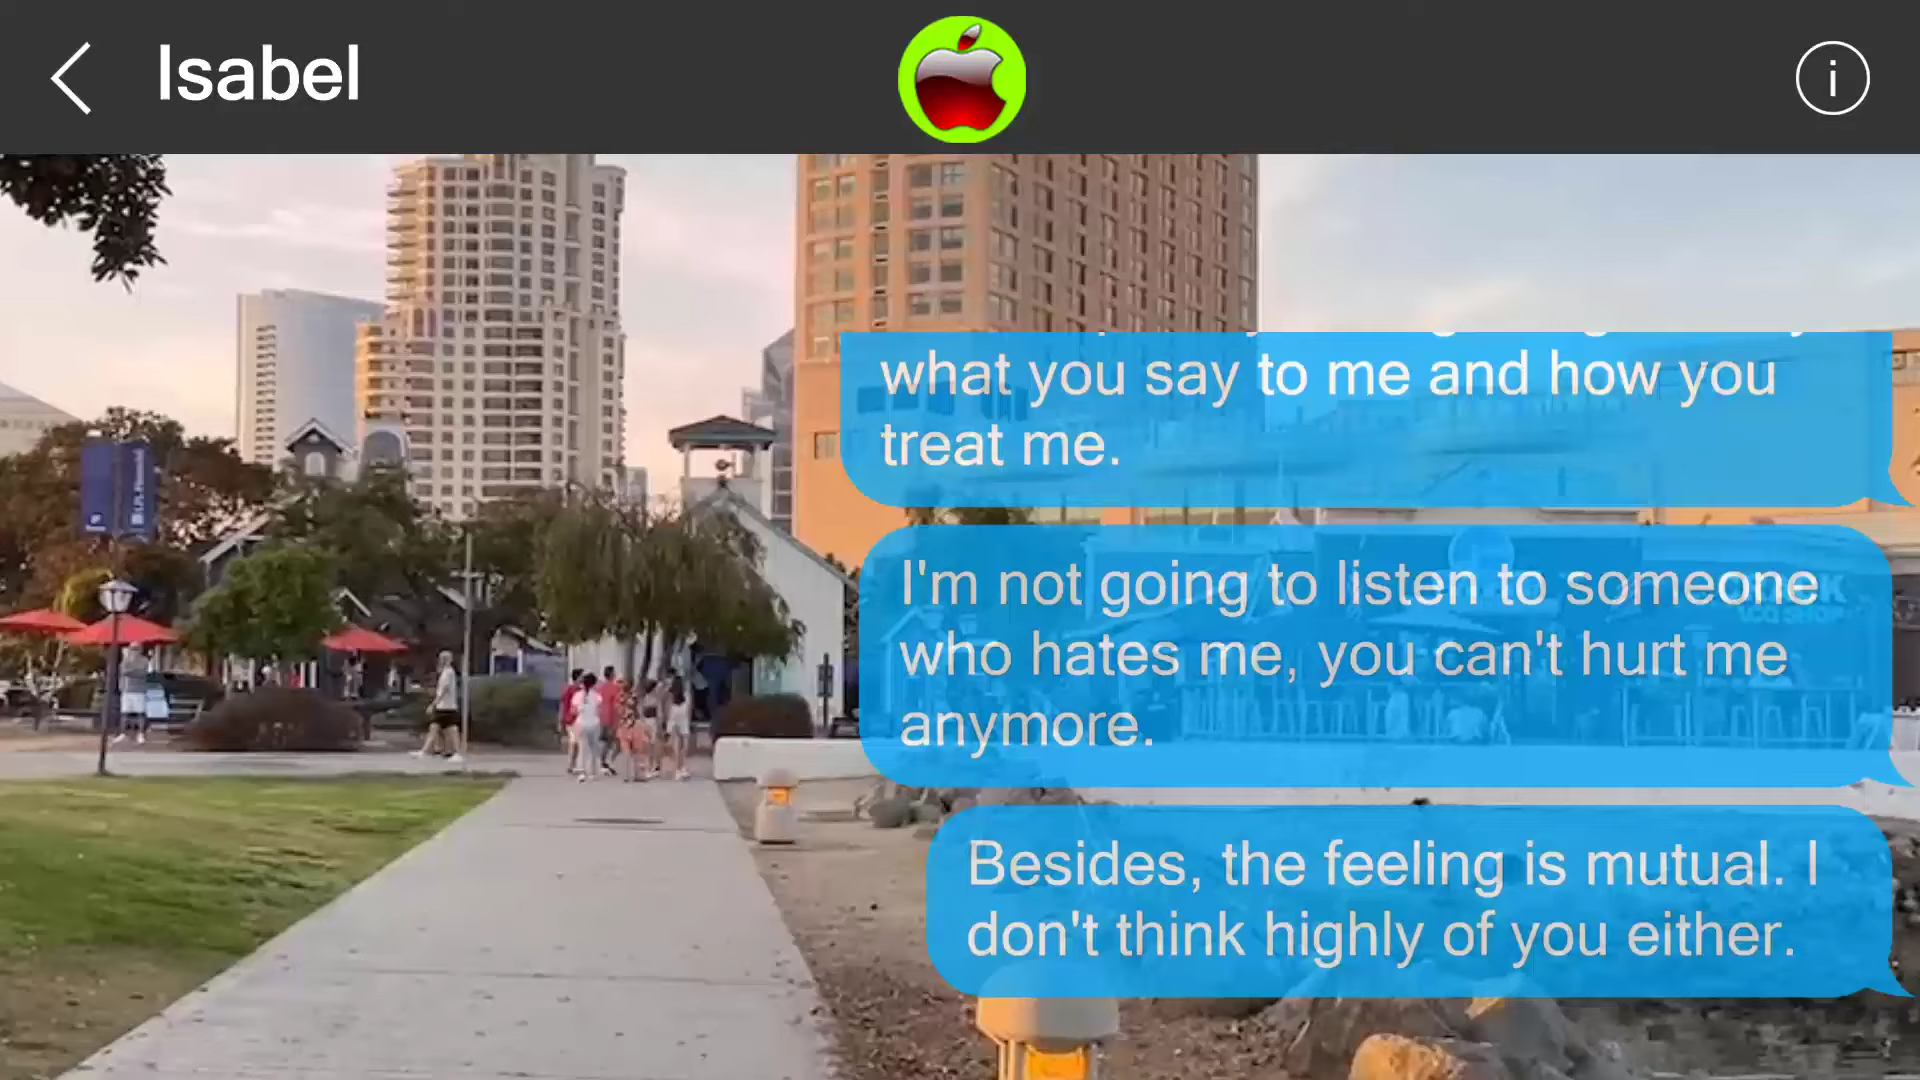 Isabel
what you say to me and how you
treat me.
I'm not going to listen to someone
who hates me, you can't hurt me
anymore.
Besides, the feeling is mutual. I
don't think highly of you either.